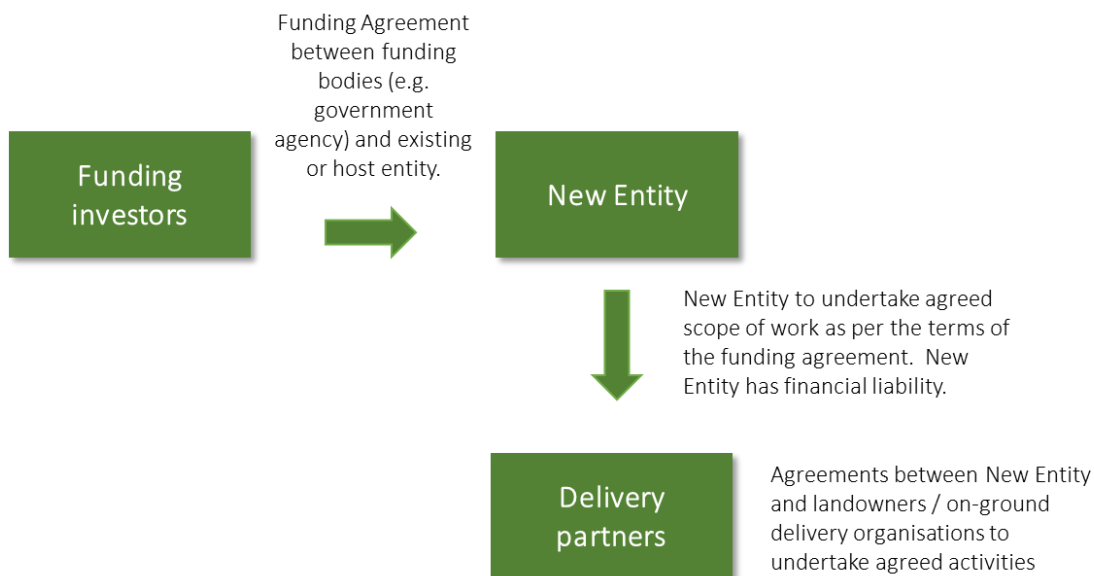 Funding Agreement
between funding
bodies (e.g.
government
agency) and existing
or host entity.
Funding
investors
New Entity
New Entity to undertake agreed
scope of work as per the terms of
the funding agreement.  New
Entity has financial liability.
Delivery
partners
Agreements between New Entity
and landowners / on-ground
delivery organisations to
undertake agreed activities